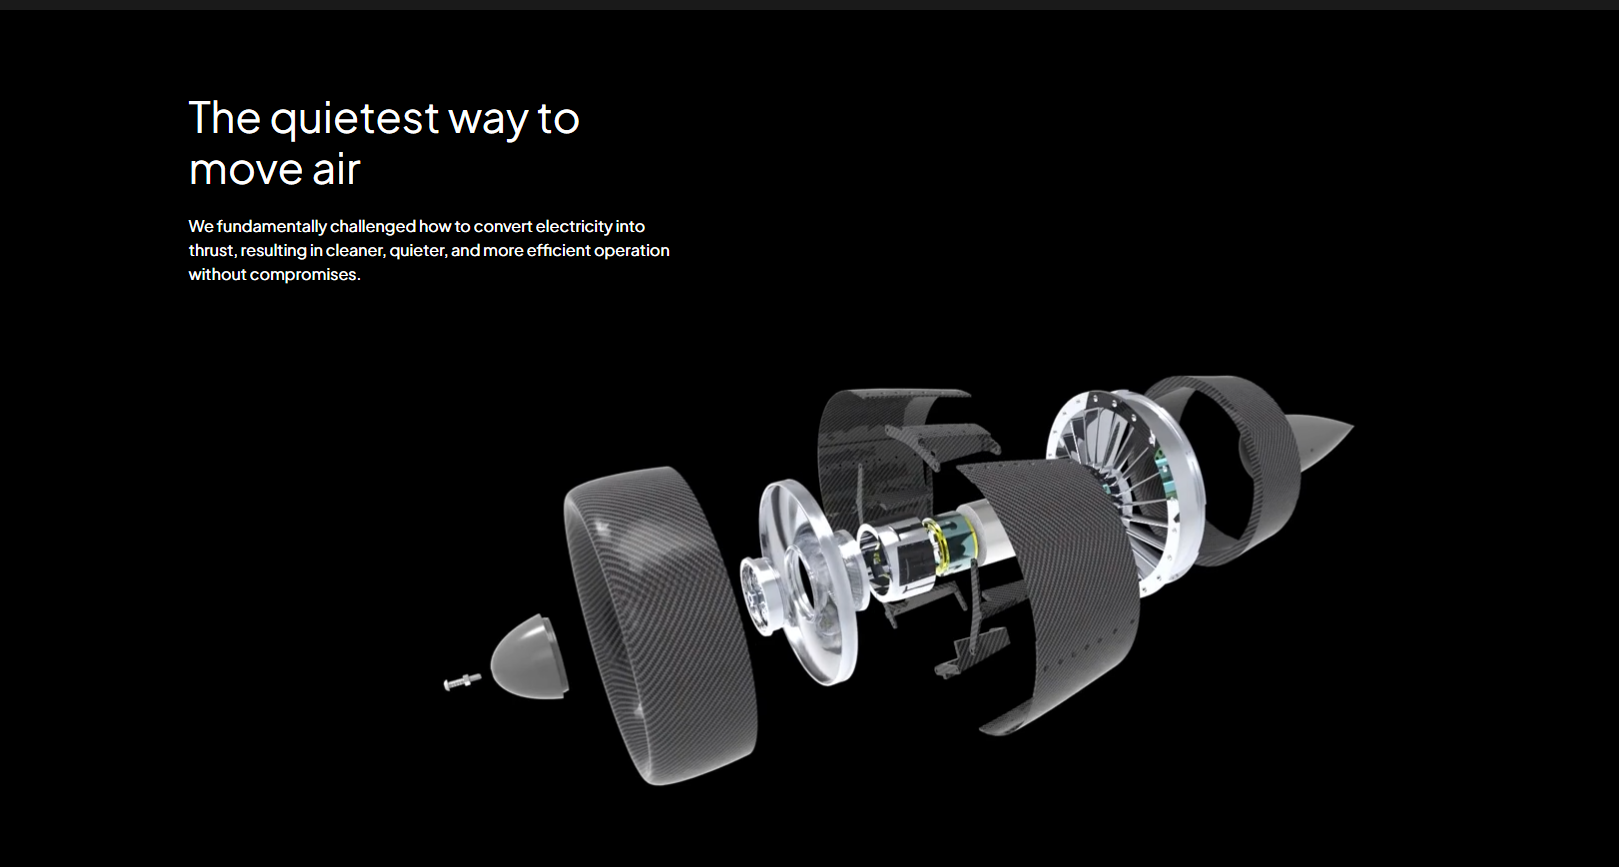 The quietest way to
move air
We fundamentally challenged how to convert electricity into
thrust, resulting in cleaner, quieter, and more efficient operation
without compromises.